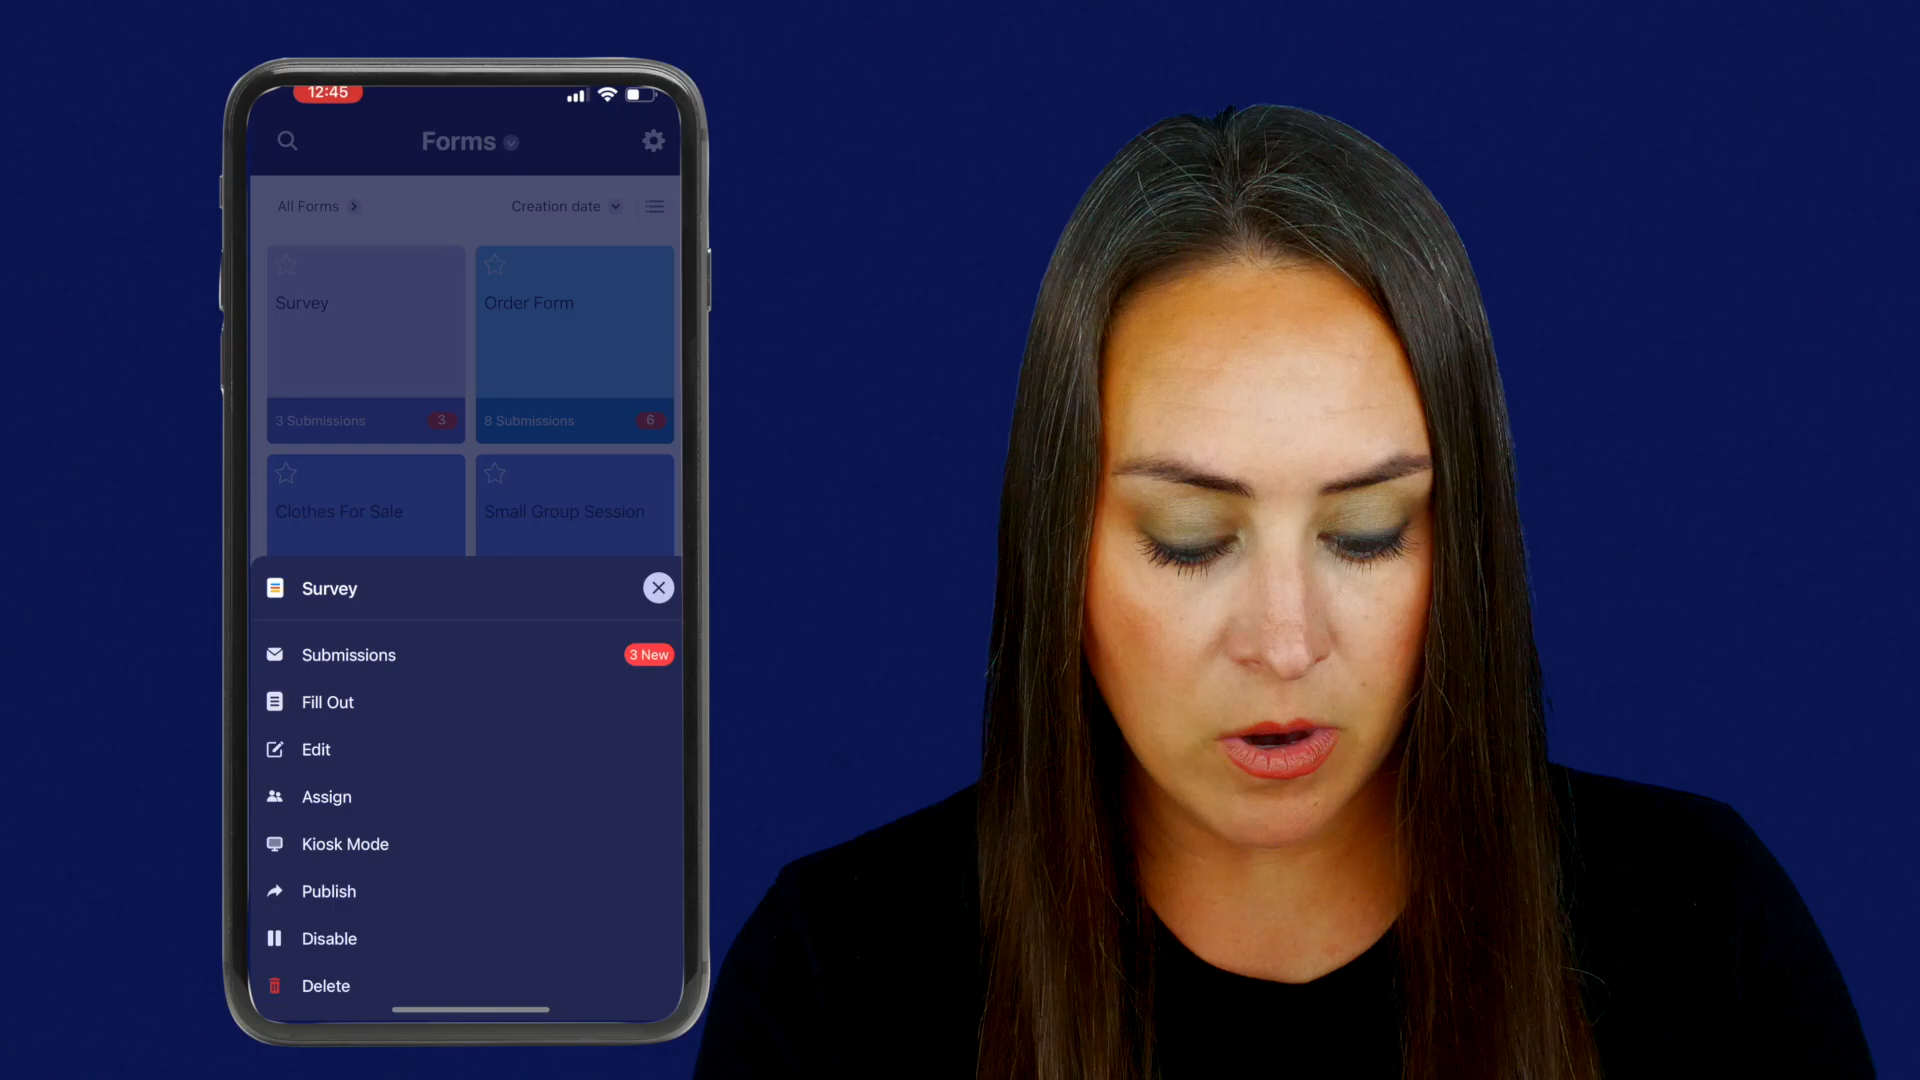 12:45
Forms
All Forms
Creation date
Survey
Order Form
3 Submissions
3
8 Submissions
6
Clothes For Sale
Small Group Session
Survey
Submissions
3 New
Fill Out
Edit
Assign
Kiosk Mode
Publish
Disable
Delete